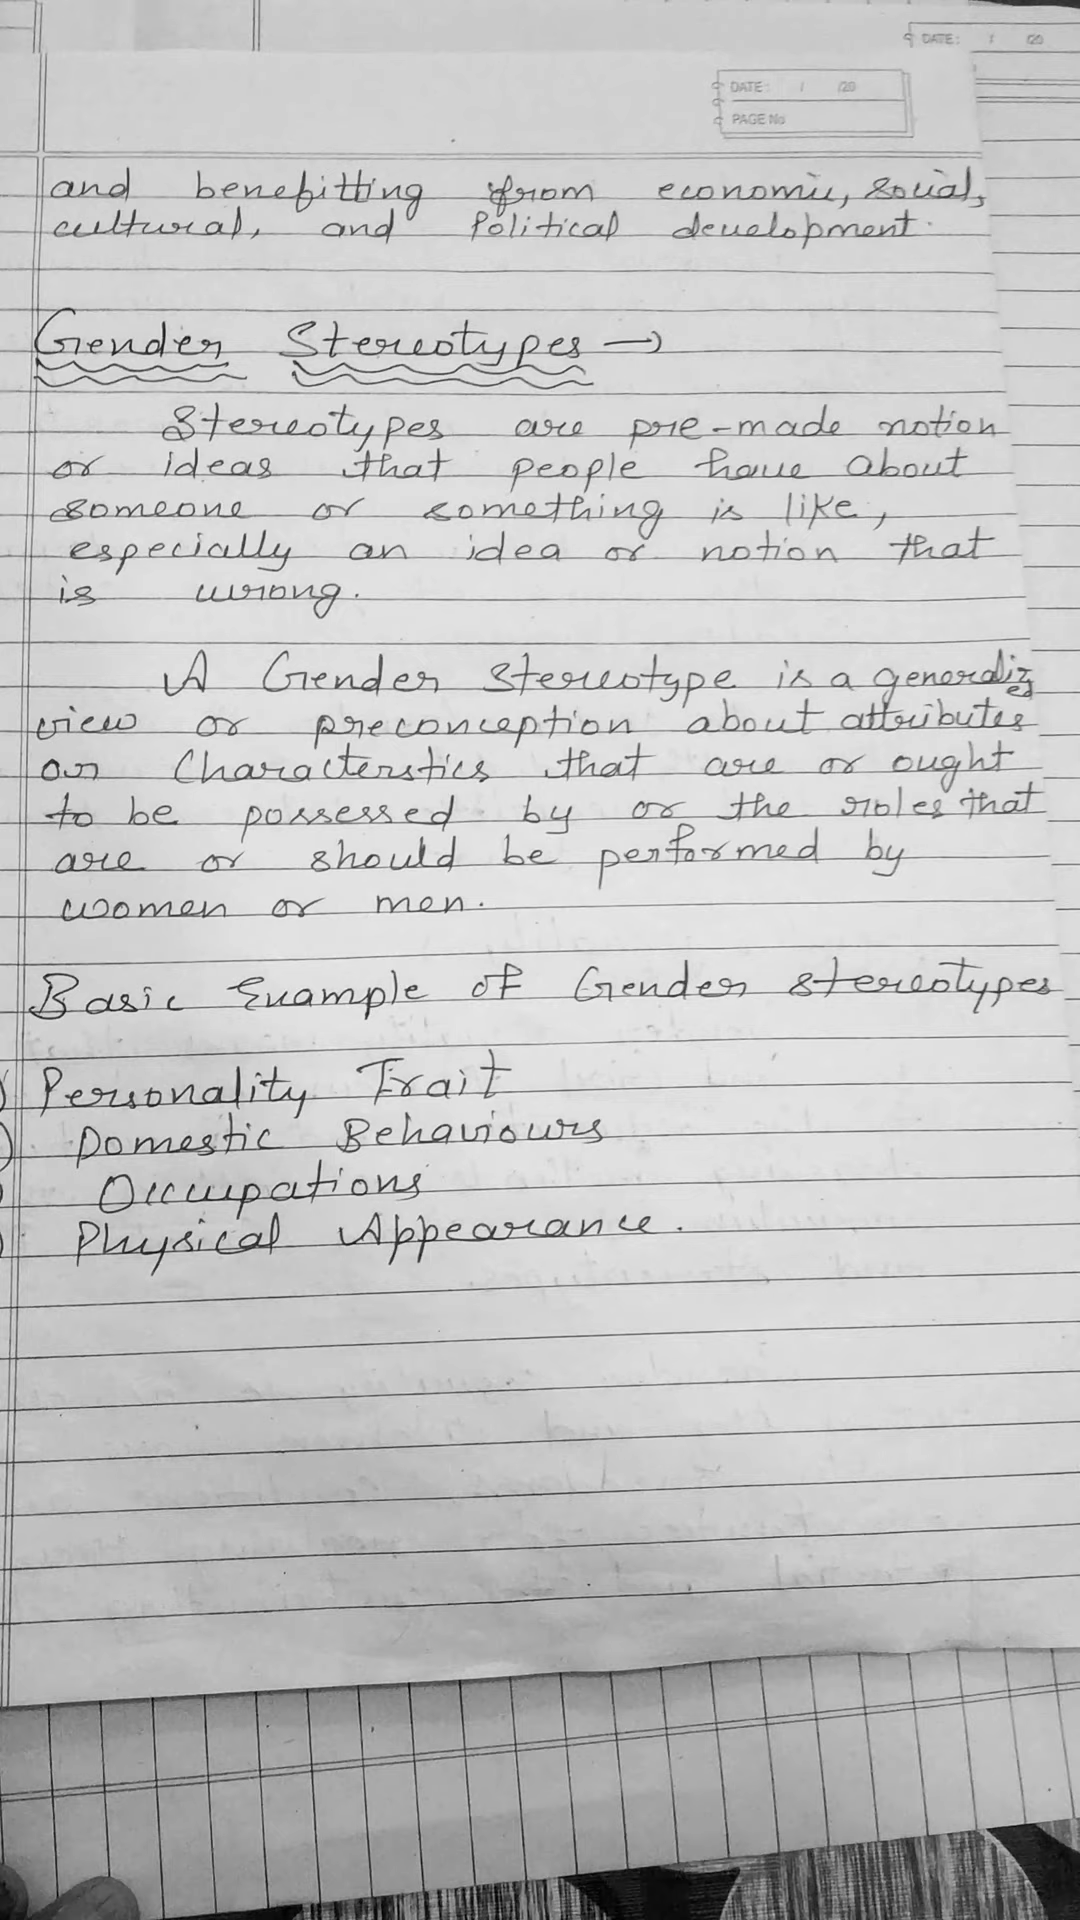 DATE: / /20
DATE: / /20
PAGE No
and benefitting from economic, social,
cultural, and Political development.
Gender Stereotypes →
Stereotypes are pre-made notion
or ideas that people have about
someone or something is like,
especially an idea or notion that
is wrong.
A Gender stereotype is a generalizes
view or preconception about attributes
or Characterstics that are or ought
to be possessed by or the roles that
are or should be performed by
women or men.
Basic Example of Gender stereotypes
Personality Trait
Domestic Behaviours
Occupations
Physical Appearance.